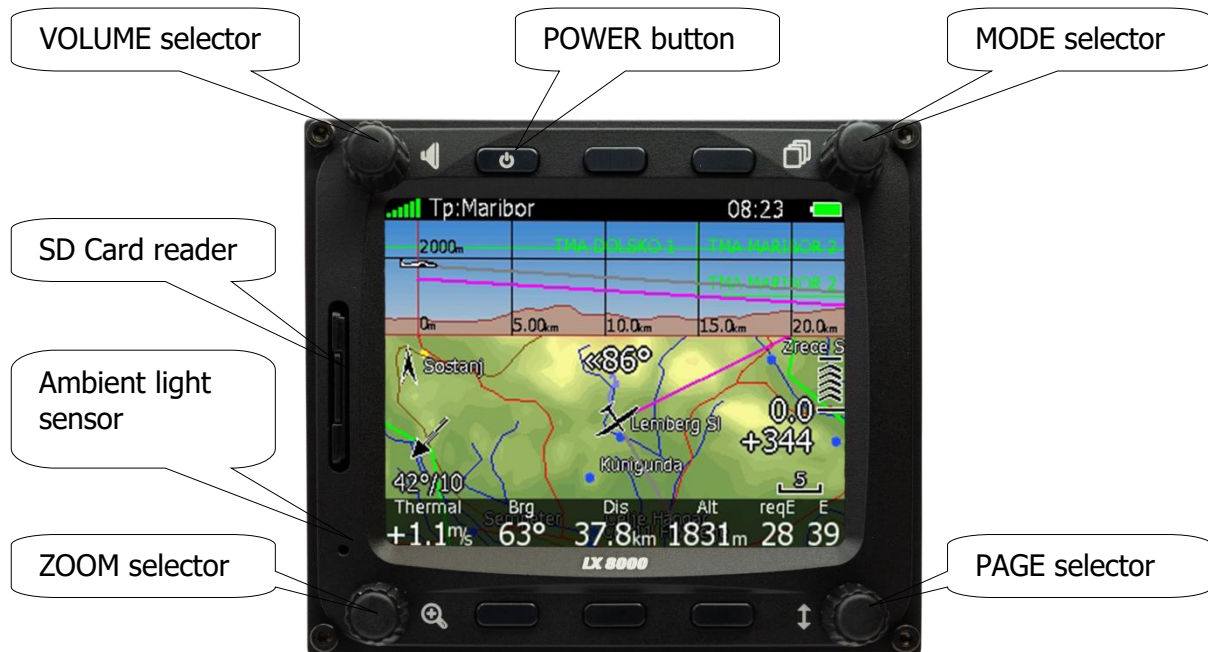 VOLUME selector
POWER button
MODE selector
SD Card reader
Ambient light
sensor
ZOOM selector
PAGE selector
Tp:Maribor
08:23
2000m
TMA DOLSKO 1
TMA MARIBOR 2
TMA MARIBOR 2
0m
5.00km
10.0km
15.0km
20.0km
Zrece S
Sostanj
«86°
0.0
Lemberg Sl
+344
Kunigunda
42°/10
5
Thermal
Brg
Dis
Alt
reqE
E
+1.1m/s
63°
37.8km
1831m
28
39
LX 8000